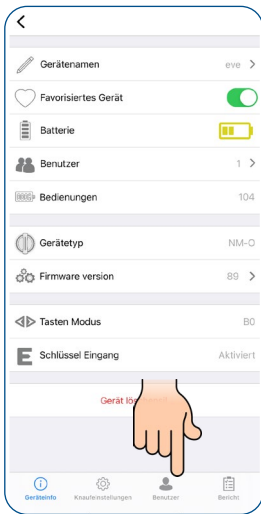 Gerätenamen eve
Favorisiertes Gerät
Batterie
Benutzer 1
Bedienungen 104
Gerätetyp NM-O
Firmware version 89
Tasten Modus B0
E Schlüssel Eingang Aktiviert
Gerät
Geräteinfo Knaufeinstellungen Benutzer Bericht